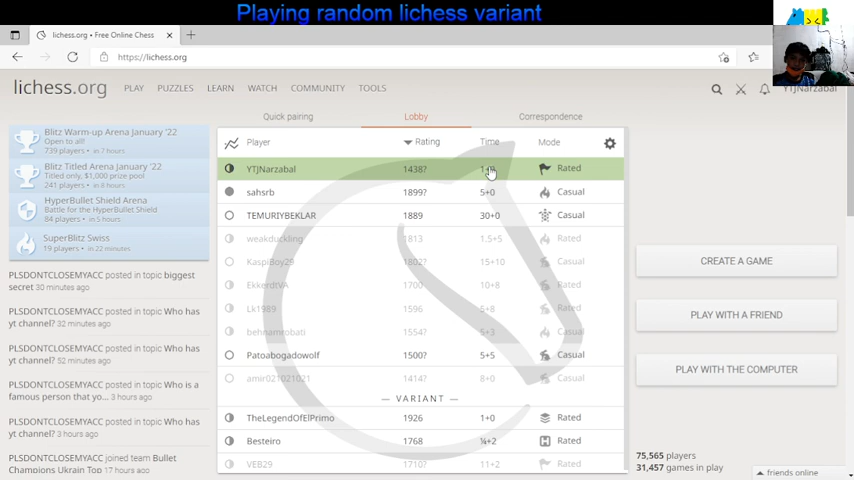 Playing random lichess variant
lichess.org • Free Online Chess
https://lichess.org
lichess.org PLAY PUZZLES LEARN WATCH COMMUNITY TOOLS YTJNarzabal
Blitz Warm-up Arena January '22
Open to all!
739 players • in 7 hours
Blitz Titled Arena January '22
Titled only, $1,000 prize pool
241 players • in 8 hours
HyperBullet Shield Arena
Battle for the HyperBullet Shield
84 players • in 5 hours
SuperBlitz Swiss
19 players • in 22 minutes
PLSDONTCLOSEMYACC posted in topic biggest
secret 30 minutes ago
PLSDONTCLOSEMYACC posted in topic Who has
yt channel? 32 minutes ago
PLSDONTCLOSEMYACC posted in topic Who has
yt channel? 52 minutes ago
PLSDONTCLOSEMYACC posted in topic Who is a
famous person that yo... 3 hours ago
PLSDONTCLOSEMYACC posted in topic Who has
yt channel? 3 hours ago
PLSDONTCLOSEMYACC joined team Bullet
Champions Ukrain Top 17 hours ago
Quick pairing Lobby Correspondence
Player Rating Time Mode
YTJNarzabal 1438? Rated
sahsrb 1899? 5+0 Casual
TEMURIYBEKLAR 1889 30+0 Casual
weakduckling 1813 1.5+5 Rated
KaspiBoy29 1802? 15+10 Casual
EkkerdtVA 1700 10+8 Rated
Lk1989 1596 5+8 Rated
behnamrobati 1554? 5+3 Casual
Patoabogadowolf 1500? 5+5 Casual
amir021021021 1414? 8+0 Casual
— VARIANT —
TheLegendOfElPrimo 1926 1+0 Rated
Besteiro 1768 ¼+2 Rated
VEB29 1710? 11+2 Rated
CREATE A GAME
PLAY WITH A FRIEND
PLAY WITH THE COMPUTER
75,565 players
31,457 games in play
friends online